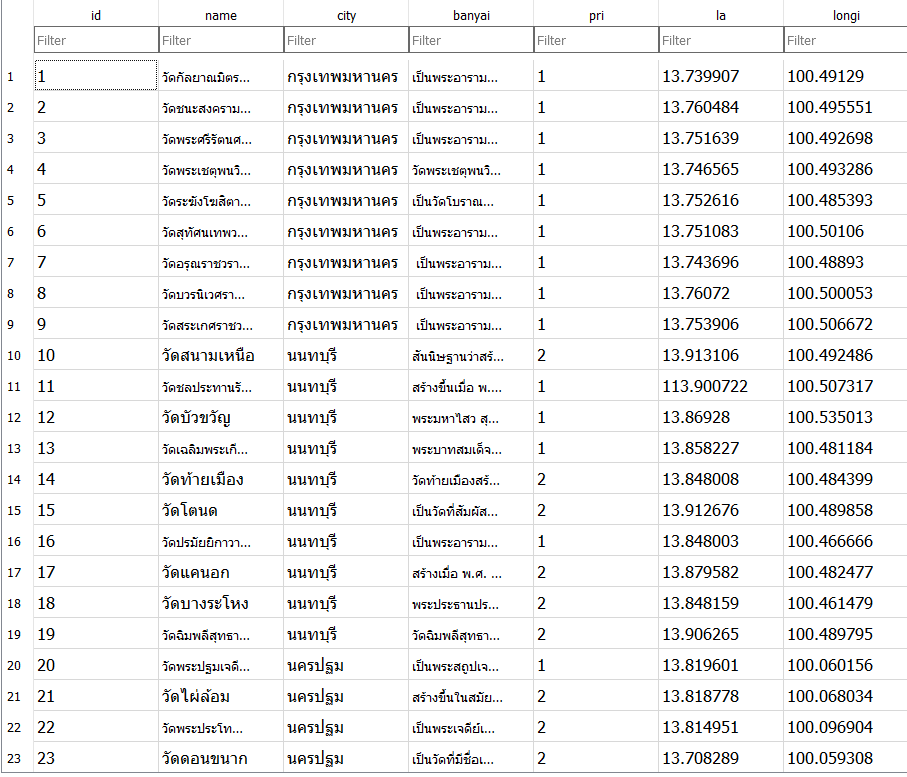 id name city banyai pri la longi
Filter Filter Filter Filter Filter Filter Filter
1 1 วัดกัลยาณมิตร... กรุงเทพมหานคร เป็นพระอาราม... 1 13.739907 100.49129
2 2 วัดชนะสงคราม... กรุงเทพมหานคร เป็นพระอาราม... 1 13.760484 100.495551
3 3 วัดพระศรีรัตนศ... กรุงเทพมหานคร เป็นพระอาราม... 1 13.751639 100.492698
4 4 วัดพระเชตุพนวิ... กรุงเทพมหานคร วัดพระเชตุพนวิ... 1 13.746565 100.493286
5 5 วัดระฆังโฆสิตา... กรุงเทพมหานคร เป็นวัดโบราณ... 1 13.752616 100.485393
6 6 วัดสุทัศนเทพว... กรุงเทพมหานคร เป็นพระอาราม... 1 13.751083 100.50106
7 7 วัดอรุณราชวรา... กรุงเทพมหานคร เป็นพระอาราม... 1 13.743696 100.48893
8 8 วัดบวรนิเวศรา... กรุงเทพมหานคร เป็นพระอาราม... 1 13.76072 100.500053
9 9 วัดสระเกศราชว... กรุงเทพมหานคร เป็นพระอาราม... 1 13.753906 100.506672
10 10 วัดสนามเหนือ นนทบุรี สันนิษฐานว่าสร้... 2 13.913106 100.492486
11 11 วัดชลประทานรั... นนทบุรี สร้างขึ้นเมื่อ พ.... 1 113.900722 100.507317
12 12 วัดบัวขวัญ นนทบุรี พระมหาไสว สุ... 1 13.86928 100.535013
13 13 วัดเฉลิมพระเกี... นนทบุรี พระบาทสมเด็จ... 1 13.858227 100.481184
14 14 วัดท้ายเมือง นนทบุรี วัดท้ายเมืองสร้... 2 13.848008 100.484399
15 15 วัดโตนด นนทบุรี เป็นวัดที่สัมผัส... 2 13.912676 100.489858
16 16 วัดปรมัยยิกาวา... นนทบุรี เป็นพระอาราม... 1 13.848003 100.466666
17 17 วัดแคนอก นนทบุรี สร้างเมื่อ พ.ศ. ... 2 13.879582 100.482477
18 18 วัดบางระโหง นนทบุรี พระประธานปร... 2 13.848159 100.461479
19 19 วัดฉิมพลีสุทธา... นนทบุรี วัดฉิมพลีสุทธา... 2 13.906265 100.489795
20 20 วัดพระปฐมเจดี... นครปฐม เป็นพระสถูปเจ... 1 13.819601 100.060156
21 21 วัดไผ่ล้อม นครปฐม สร้างขึ้นในสมัย... 2 13.818778 100.068034
22 22 วัดพระประโท... นครปฐม เป็นพระเจดีย์เ... 2 13.814951 100.096904
23 23 วัดดอนขนาก นครปฐม เป็นวัดที่มีชื่อเ... 2 13.708289 100.059308